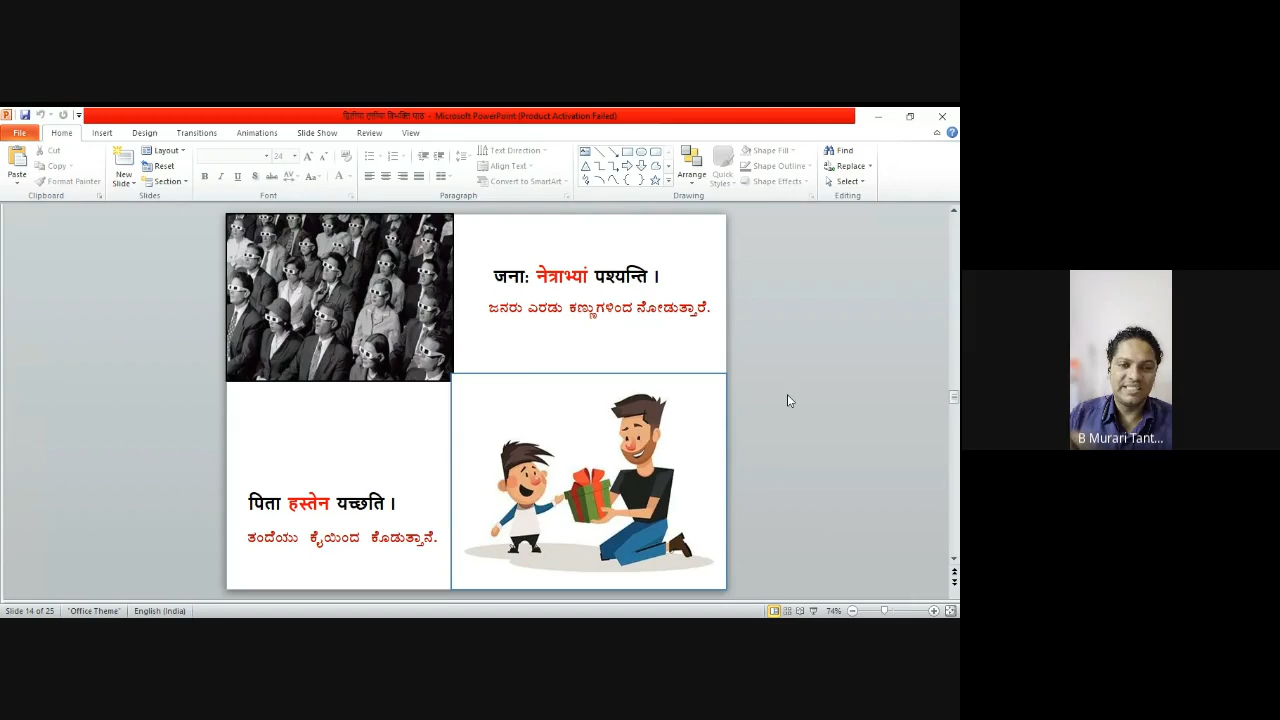 द्वितीया तृतीया विभक्ति पाठ - Microsoft PowerPoint (Product Activation Failed)
File Home Insert Design Transitions Animations Slide Show Review View
Cut
Copy
Format Painter
Paste
Clipboard
New Slide
Layout
Reset
Section
Slides
24
Font
Paragraph
Text Direction
Align Text
Convert to SmartArt
Arrange
Quick Styles
Shape Fill
Shape Outline
Shape Effects
Drawing
Find
Replace
Select
Editing
जनाः नेत्राभ्यां पश्यन्ति ।
ಜನರು ಎರಡು ಕಣ್ಣುಗಳಿಂದ ನೋಡುತ್ತಾರೆ.
पिता हस्तेन यच्छति ।
ತಂದೆಯು ಕೈಯಿಂದ ಕೊಡುತ್ತಾನೆ.
B Murari Tant...
Slide 14 of 25 "Office Theme" English (India) 74%